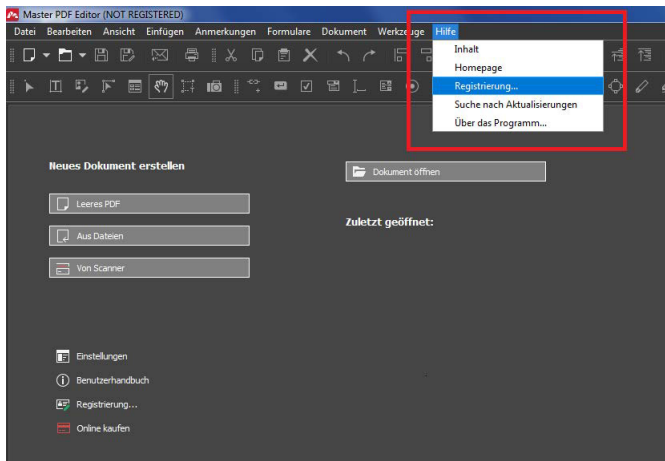 Master PDF Editor (NOT REGISTERED)
Datei Bearbeiten Ansicht Einfügen Anmerkungen Formulare Dokument Werkzeuge Hilfe
Inhalt
Homepage
Registrierung...
Suche nach Aktualisierungen
Über das Programm...
Neues Dokument erstellen
Leeres PDF
Aus Dateien
Von Scanner
Dokument öffnen
Zuletzt geöffnet:
Einstellungen
Benutzerhandbuch
Registrierung...
Online kaufen